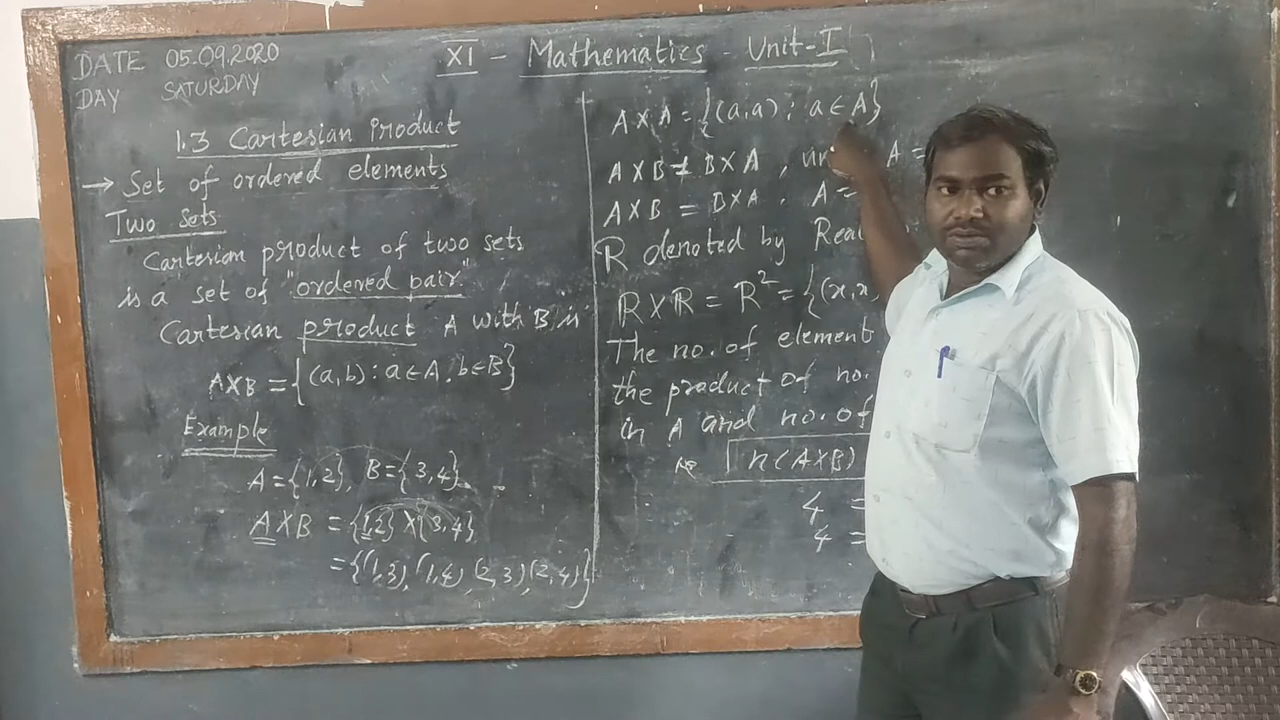 DATE 05.09.2020
DAY SATURDAY
XI - Mathematics - Unit-I
1.3 Cartesian Product
→ Set of ordered elements
Two Sets
Cartesian product of two sets
is a set of "ordered pair."
Cartesian product A with B is
A×B = {(a,b) : a∈A, b∈B}
Example
A = {1,2}, B = {3,4}
A×B = {1,2} × {3,4}
= {(1,3), (1,4) (2,3), (2,4)}
A×A = {(a,a) : a∈A}
A×B ≠ B×A , un A =
A×B = B×A , A =
R denoted by Real
R×R = R² = {(x,x
The no. of element
the product of no.
in A and no. of
n(A×B)
4 =
4 =